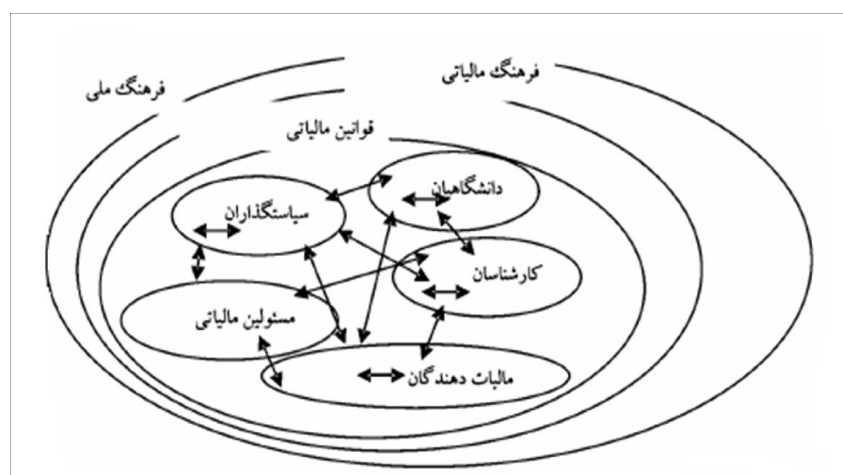 فرهنگ مالیاتی
فرهنگ ملی
قوانین مالیاتی
دانشگاهیان
سیاستگذاران
کارشناسان
مسئولین مالیاتی
مالیات دهندگان